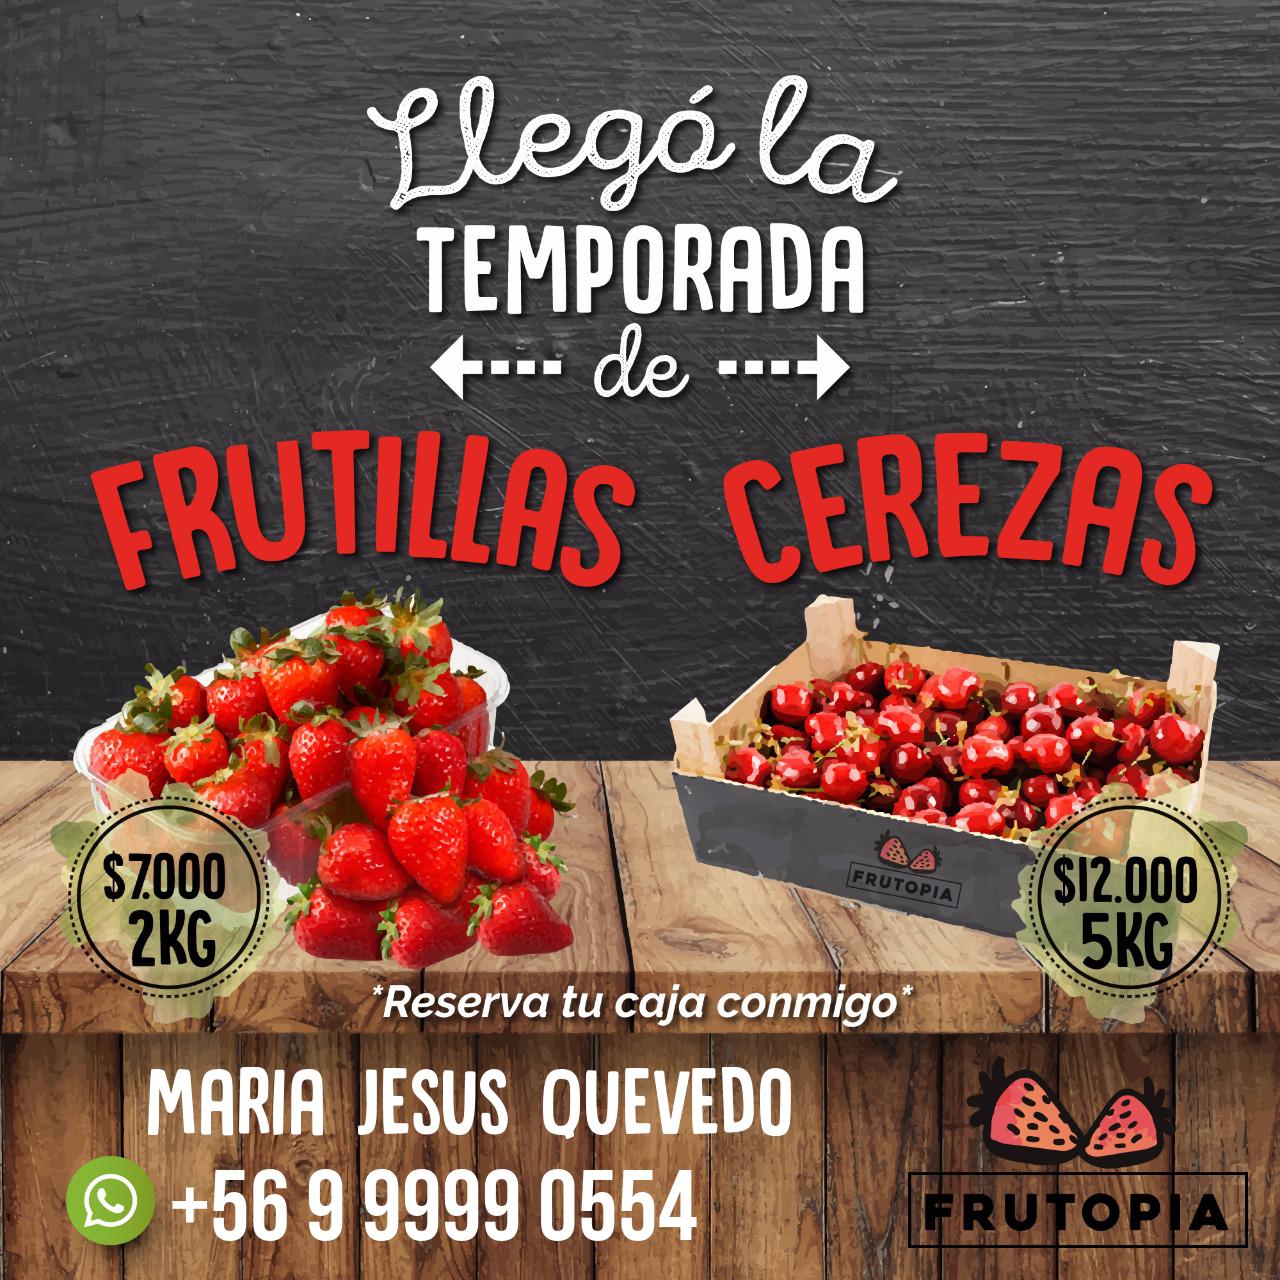 Llegó la
TEMPORADA
de
FRUTILLAS CEREZAS
FRUTOPIA
$7.000
2KG
$12.000
5KG
*Reserva tu caja conmigo*
MARIA JESUS QUEVEDO
+56 9 9999 0554
FRUTOPIA